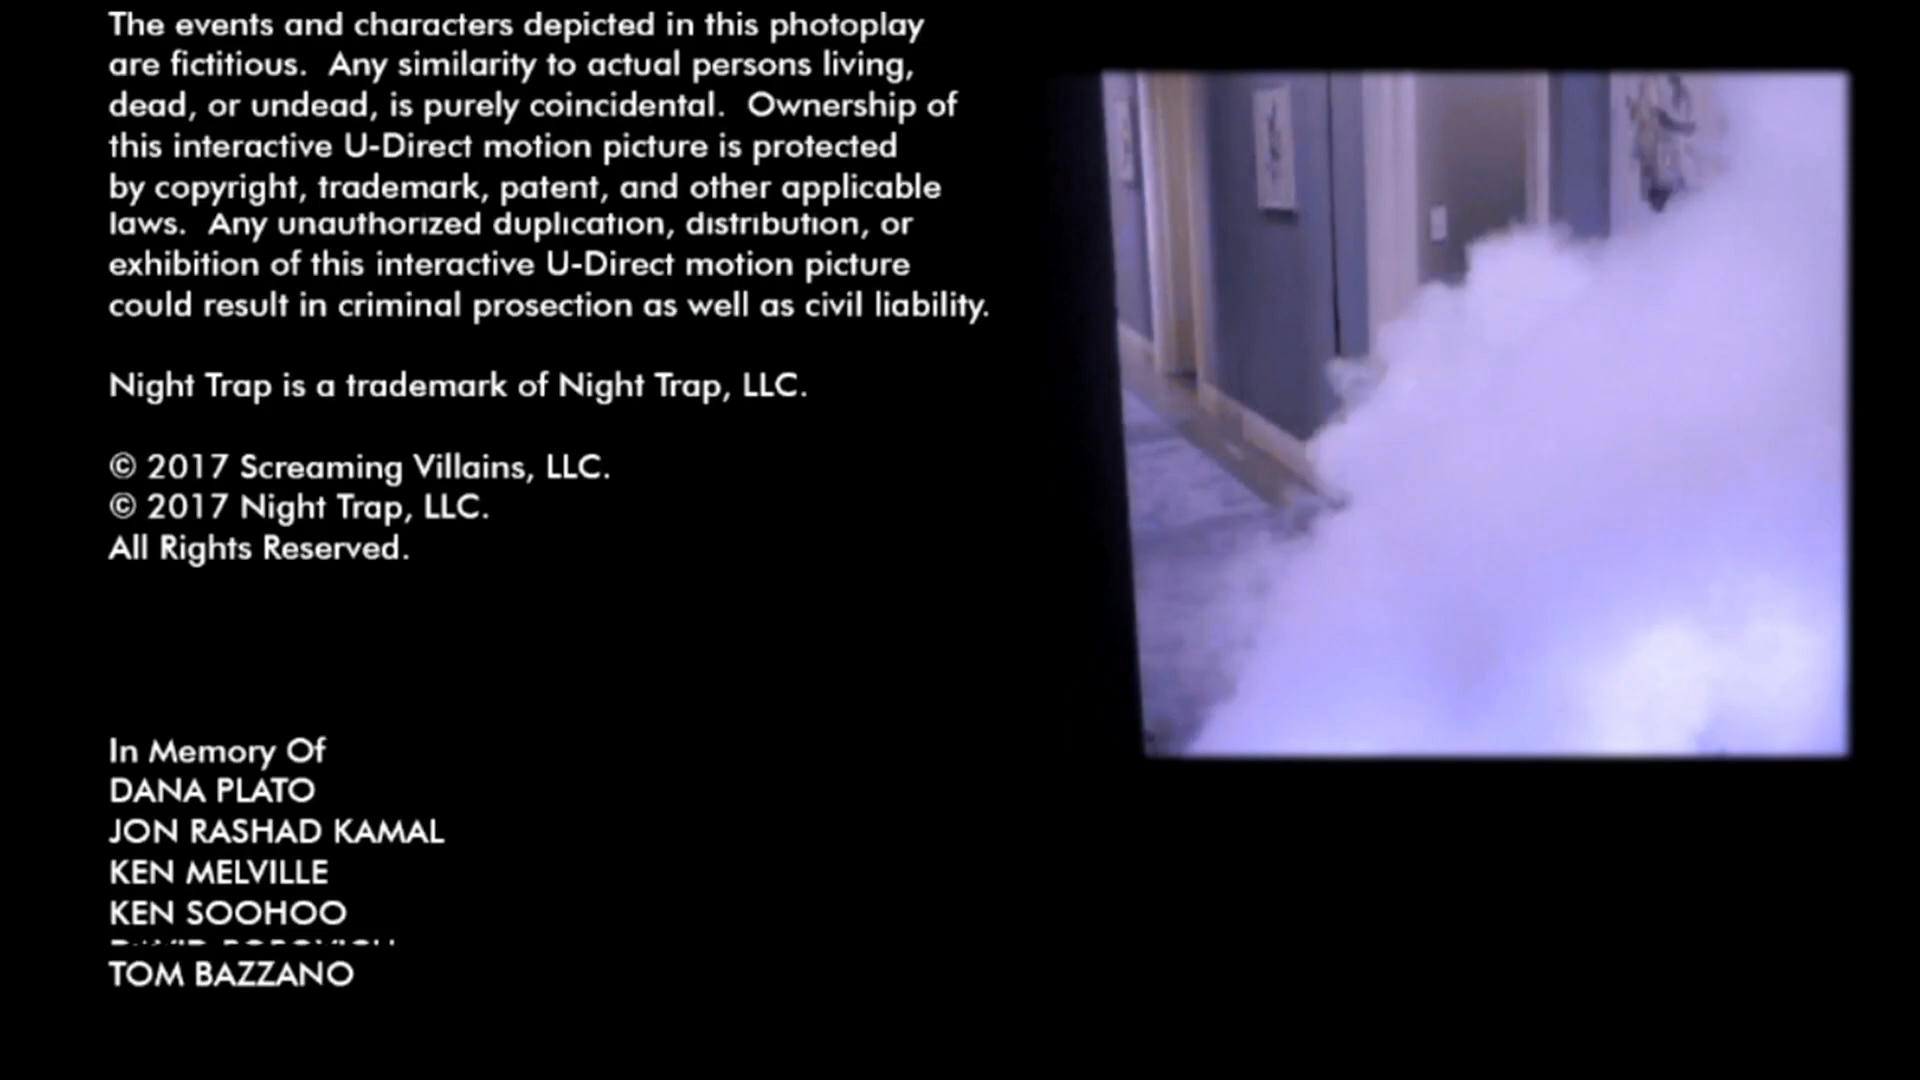 The events and characters depicted in this photoplay
are fictitious.  Any similarity to actual persons living,
dead, or undead, is purely coincidental.  Ownership of
this interactive U-Direct motion picture is protected
by copyright, trademark, patent, and other applicable
laws.  Any unauthorized duplication, distribution, or
exhibition of this interactive U-Direct motion picture
could result in criminal prosection as well as civil liability.
Night Trap is a trademark of Night Trap, LLC.
© 2017 Screaming Villains, LLC.
© 2017 Night Trap, LLC.
All Rights Reserved.
In Memory Of
DANA PLATO
JON RASHAD KAMAL
KEN MELVILLE
KEN SOOHOO
TOM BAZZANO